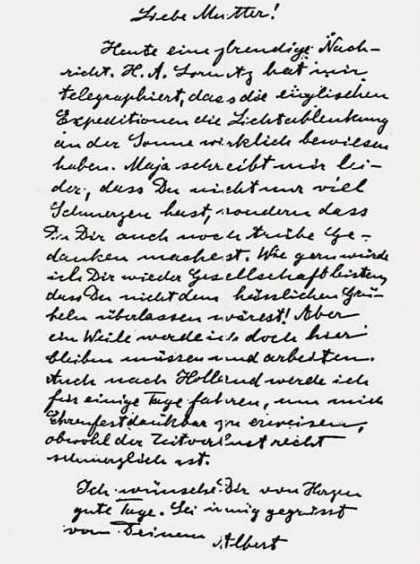 Liebe Mutter!
Heute eine freudige Nach-
richt. H. A. Lorentz hat mir
telegraphiert, dass die englischen
Expeditionen die Lichtablenkung
an der Sonne wirklich bewiesen
haben. Maja schreibt mir lei-
der, dass Du nicht nur viel
Schmerzen hast, sondern dass
Du Dir auch noch trübe Ge-
danken machest. Wie gern würde
ich Dir wieder Gesellschaft leisten,
dass Du nicht dem hässlichen Grü-
beln überlassen wärest! Aber
ein Weile werde ich doch hier
bleiben müssen und arbeiten.
Auch nach Holland werde ich
für einige Tage fahren, um mich
Ehrenfest dankbar zu erweisen,
obwohl der Zeitverlust recht
schmerzlich ist.
Ich wünsche Dir von Herzen
gute Tage. Sei innig gegrüsst
von Deinem
Albert